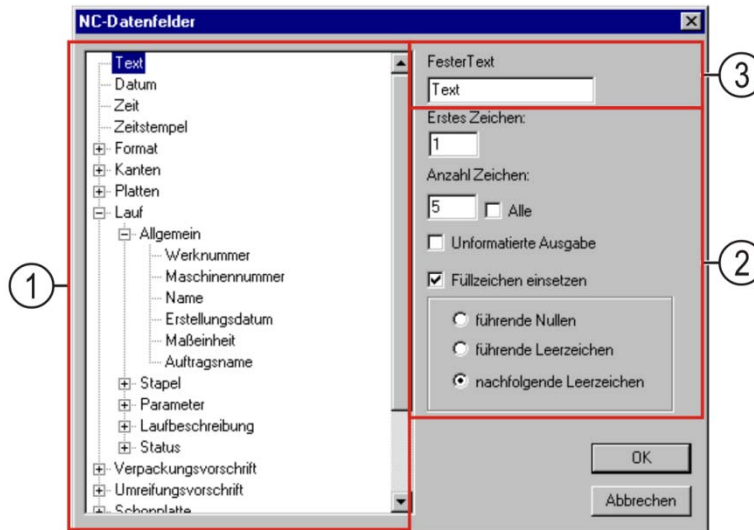 NC-Datenfelder
Text
Datum
Zeit
Zeitstempel
Format
Kanten
Platten
Lauf
Allgemein
Werknummer
Maschinennummer
Name
Erstellungsdatum
Maßeinheit
Auftragsname
Stapel
Parameter
Laufbeschreibung
Status
Verpackungsvorschrift
Umreifungsvorschrift
Schonplatte
FesterText
Text
Erstes Zeichen:
1
Anzahl Zeichen:
5 Alle
Unformatierte Ausgabe
Füllzeichen einsetzen
führende Nullen
führende Leerzeichen
nachfolgende Leerzeichen
OK
Abbrechen
1
3
2